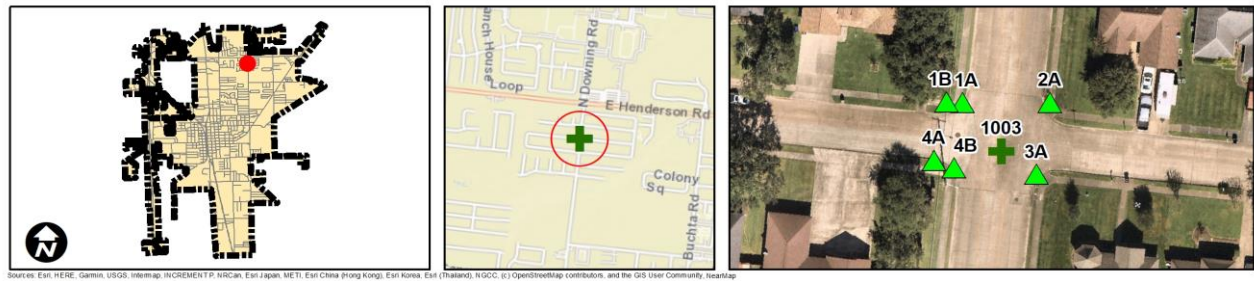 N
anch House
Loop
N Downing Rd
E Henderson Rd
Colony
Sq
Buchta Rd
1B 1A
2A
1003
4A
4B
3A
Sources: Esri, HERE, Garmin, USGS, Intermap, INCREMENT P, NRCan, Esri Japan, METI, Esri China (Hong Kong), Esri Korea, Esri (Thailand), NGCC, (c) OpenStreetMap contributors, and the GIS User Community, NearMap